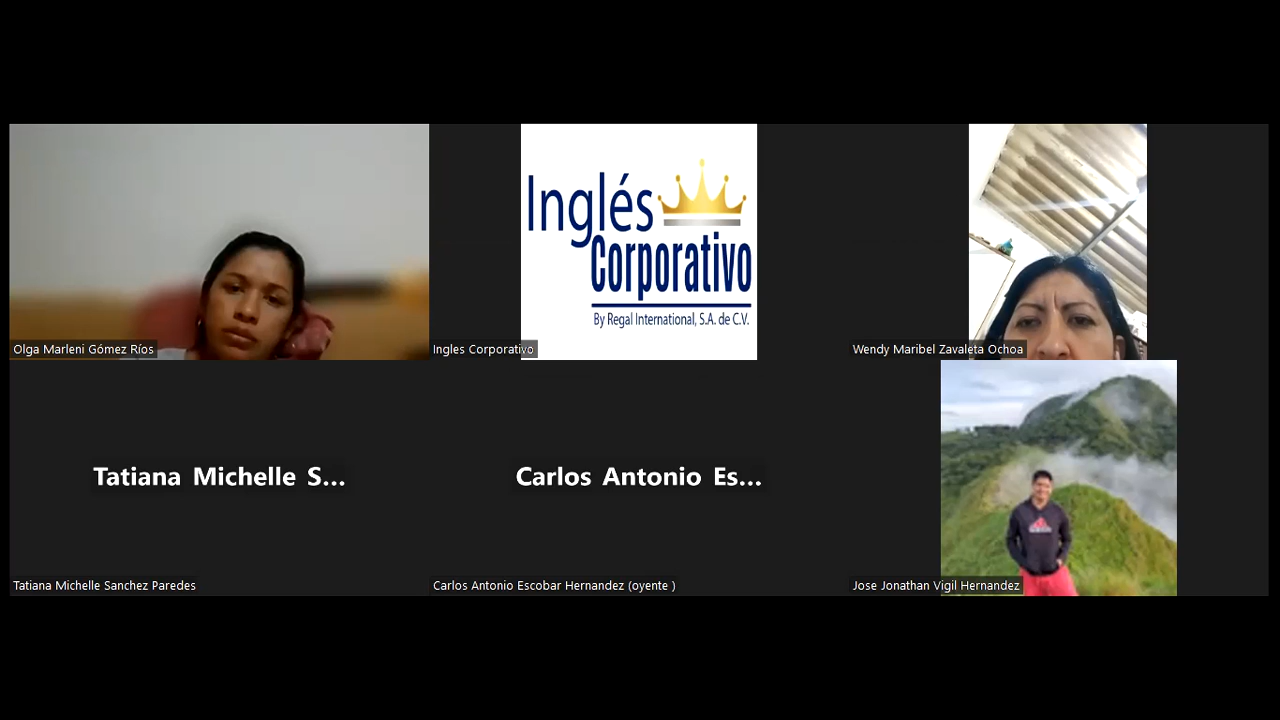 Inglés
Corporativo
By Regal International, S.A. de C.V.
Olga Marleni Gómez Ríos
Ingles Corporativo
Wendy Maribel Zavaleta Ochoa
Tatiana Michelle S...
Carlos Antonio Es...
Tatiana Michelle Sanchez Paredes
Carlos Antonio Escobar Hernandez (oyente )
Jose Jonathan Vigil Hernandez